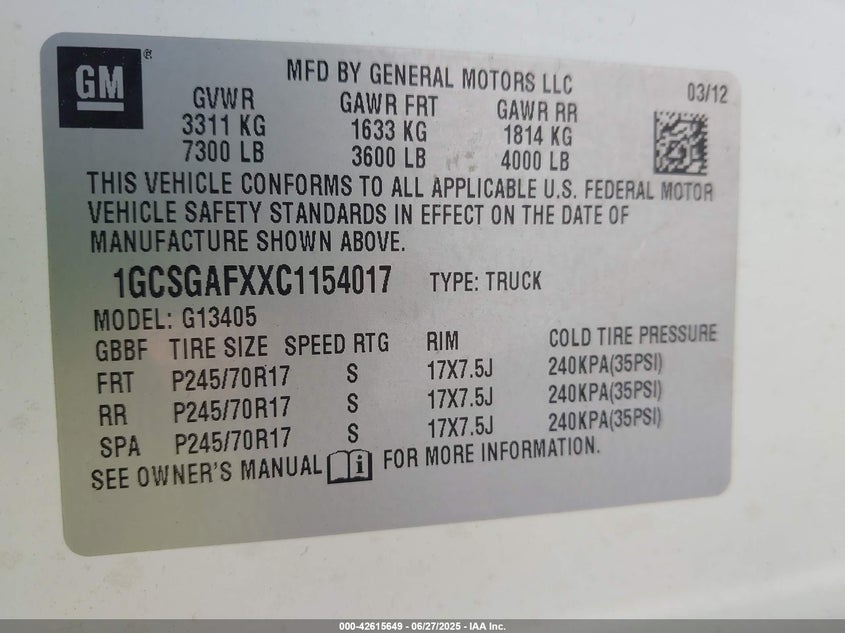 GM®
MFD BY GENERAL MOTORS LLC
03/12
GVWR GAWR FRT GAWR RR
3311 KG 1633 KG 1814 KG
7300 LB 3600 LB 4000 LB
THIS VEHICLE CONFORMS TO ALL APPLICABLE U.S. FEDERAL MOTOR
VEHICLE SAFETY STANDARDS IN EFFECT ON THE DATE OF
MANUFACTURE SHOWN ABOVE.
1GCSGAFXXC1154017 TYPE: TRUCK
MODEL: G13405
GBBF TIRE SIZE SPEED RTG RIM COLD TIRE PRESSURE
FRT P245/70R17 S 17X7.5J 240KPA(35PSI)
RR P245/70R17 S 17X7.5J 240KPA(35PSI)
SPA P245/70R17 S 17X7.5J 240KPA(35PSI)
SEE OWNER'S MANUAL i FOR MORE INFORMATION.
000-42615649 - 06/27/2025 - IAA Inc.